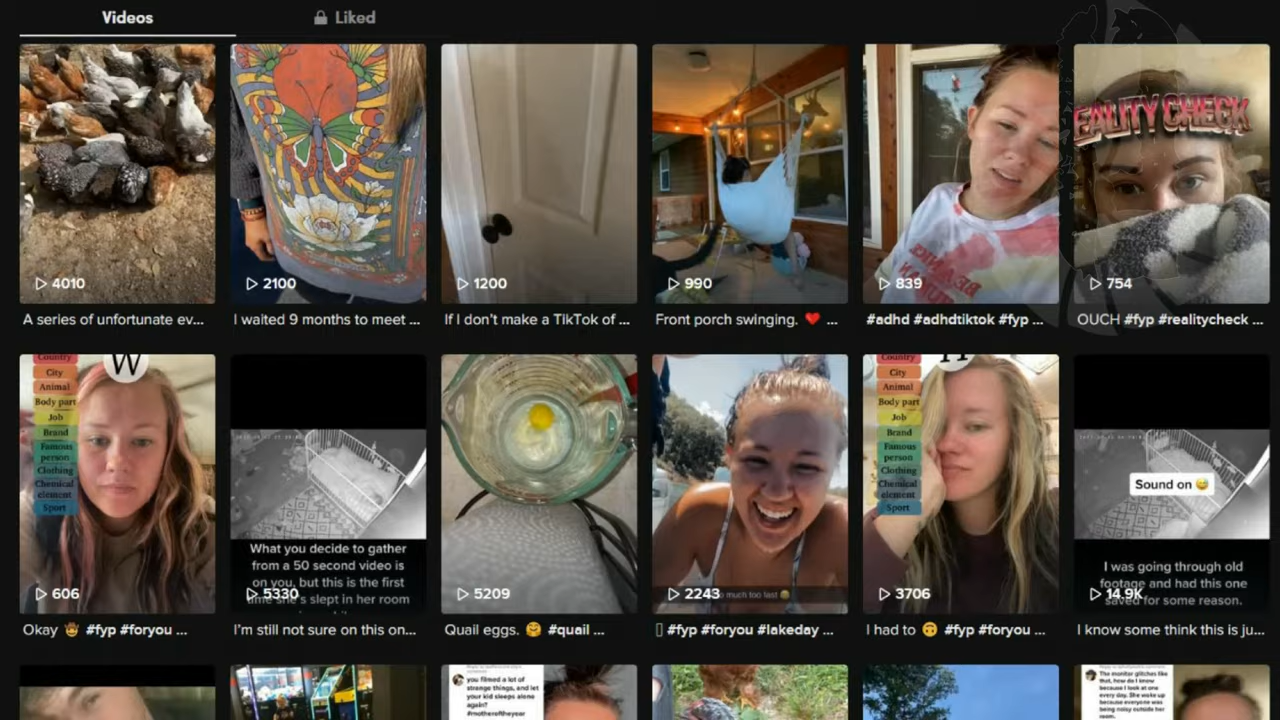 Videos
Liked
EALITY CHECK
4010
2100
1200
990
839
754
A series of unfortunate ev...
I waited 9 months to meet ...
If I don't make a TikTok of ...
Front porch swinging. ❤️ ...
#adhd #adhdtiktok #fyp ...
OUCH #fyp #realitycheck ...
W
Country
City
Animal
Body part
Job
Brand
Famous
person
Clothing
Chemical
element
Sport
What you decide to gather
from a 50 second video is
on you, but this is the first
time she's slept in her room
Country
City
Animal
Body part
Job
Brand
Famous
person
Clothing
Chemical
element
Sport
Sound on 😅
I was going through old
footage and had this one
saved for some reason.
o much too last
606
5330
5209
2243
3706
14.9K
Okay 🤠 #fyp #foryou ...
I'm still not sure on this on...
Quail eggs. 🤗 #quail ...
#fyp #foryou #lakeday ...
I had to 🙃 #fyp #foryou ...
I know some think this is ju...
you filmed a lot of
strange things, and let
your kid sleeps alone
again?
#motheroftheyear
The monitor glitches like
that, how do I know
because I look at one
every day. She woke up
because everyone was
being noisy outside her
room.